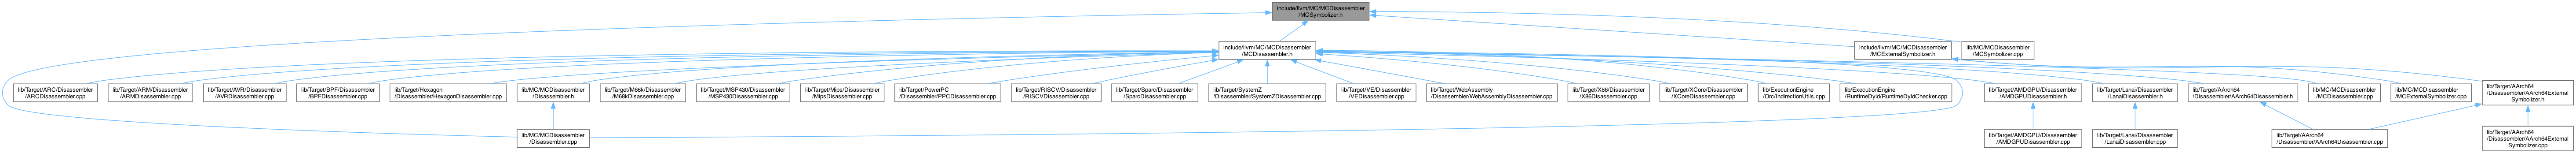 include/llvm/MC/MCDisassembler
/MCSymbolizer.h
include/llvm/MC/MCDisassembler
/MCDisassembler.h
include/llvm/MC/MCDisassembler
/MCExternalSymbolizer.h
lib/MC/MCDisassembler
/MCSymbolizer.cpp
lib/Target/ARC/Disassembler
/ARCDisassembler.cpp
lib/Target/ARM/Disassembler
/ARMDisassembler.cpp
lib/Target/AVR/Disassembler
/AVRDisassembler.cpp
lib/Target/BPF/Disassembler
/BPFDisassembler.cpp
lib/Target/Hexagon
/Disassembler/HexagonDisassembler.cpp
lib/MC/MCDisassembler
/Disassembler.h
lib/Target/M68k/Disassembler
/M68kDisassembler.cpp
lib/Target/MSP430/Disassembler
/MSP430Disassembler.cpp
lib/Target/Mips/Disassembler
/MipsDisassembler.cpp
lib/Target/PowerPC
/Disassembler/PPCDisassembler.cpp
lib/Target/RISCV/Disassembler
/RISCVDisassembler.cpp
lib/Target/Sparc/Disassembler
/SparcDisassembler.cpp
lib/Target/SystemZ
/Disassembler/SystemZDisassembler.cpp
lib/Target/VE/Disassembler
/VEDisassembler.cpp
lib/Target/WebAssembly
/Disassembler/WebAssemblyDisassembler.cpp
lib/Target/X86/Disassembler
/X86Disassembler.cpp
lib/Target/XCore/Disassembler
/XCoreDisassembler.cpp
lib/ExecutionEngine
/Orc/IndirectionUtils.cpp
lib/ExecutionEngine
/RuntimeDyld/RuntimeDyldChecker.cpp
lib/Target/AMDGPU/Disassembler
/AMDGPUDisassembler.h
lib/Target/Lanai/Disassembler
/LanaiDisassembler.h
lib/Target/AArch64
/Disassembler/AArch64Disassembler.h
lib/MC/MCDisassembler
/MCDisassembler.cpp
lib/MC/MCDisassembler
/MCExternalSymbolizer.cpp
lib/Target/AArch64
/Disassembler/AArch64External
Symbolizer.h
lib/MC/MCDisassembler
/Disassembler.cpp
lib/Target/AMDGPU/Disassembler
/AMDGPUDisassembler.cpp
lib/Target/Lanai/Disassembler
/LanaiDisassembler.cpp
lib/Target/AArch64
/Disassembler/AArch64Disassembler.cpp
lib/Target/AArch64
/Disassembler/AArch64External
Symbolizer.cpp